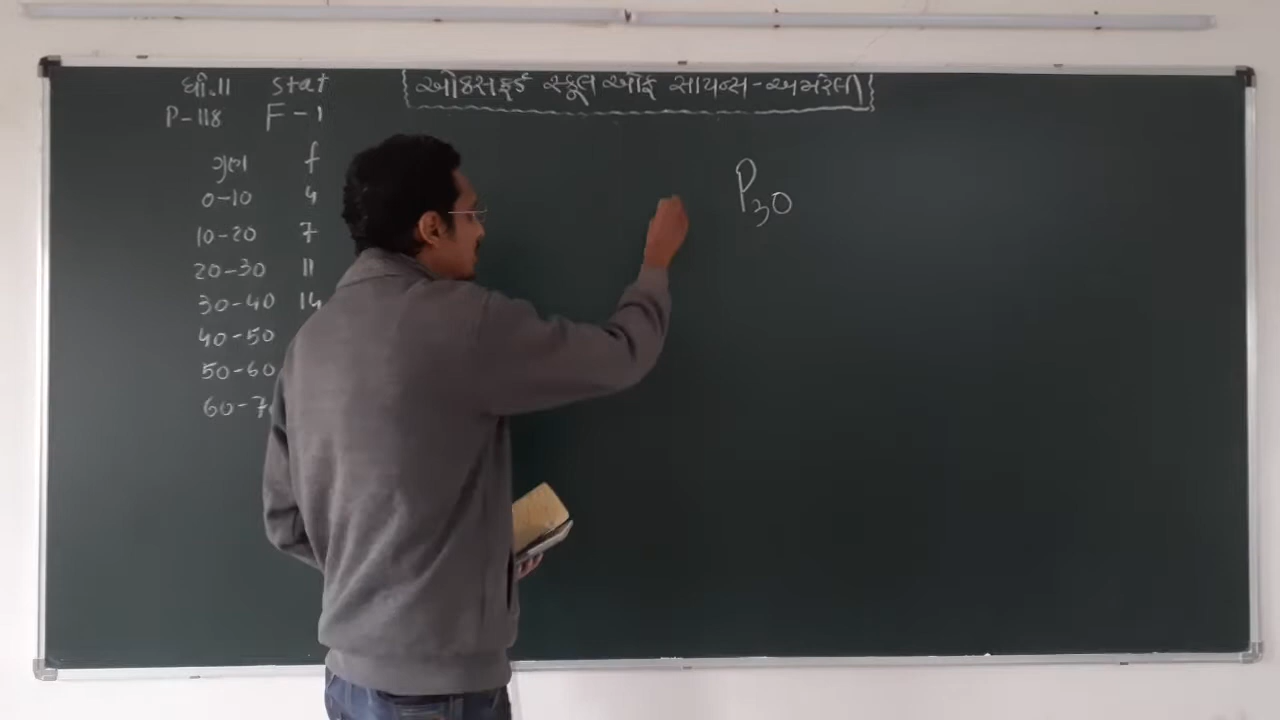 ધો.11 Stat
P-118 F-1
ઓક્સફર્ડ સ્કૂલ ઓફ સાયન્સ-અમરેલી
ગુણ f
0-10 4
10-20 7
20-30 11
30-40 14
40-50
50-60
60-7
P30